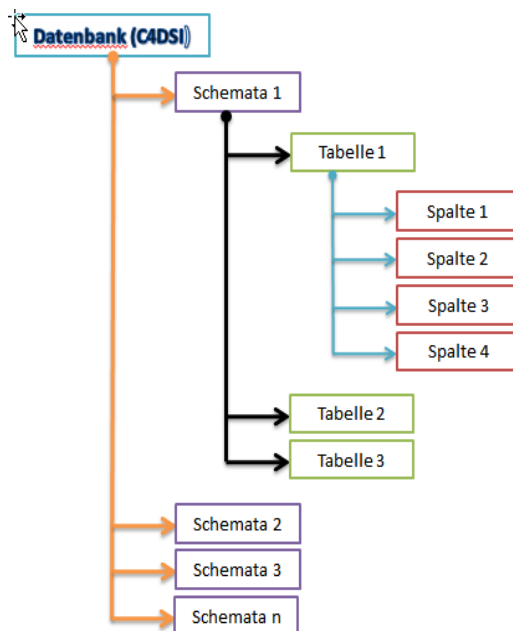 Datenbank (C4DSI)
Schemata 1
Tabelle 1
Spalte 1
Spalte 2
Spalte 3
Spalte 4
Tabelle 2
Tabelle 3
Schemata 2
Schemata 3
Schemata n